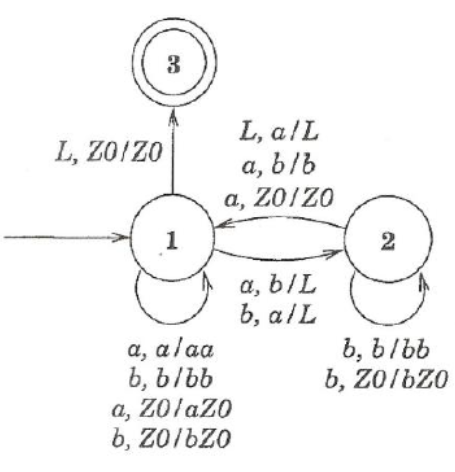 3
L, Z0/Z0
L, a/L
a, b/b
a, Z0/Z0
1
2
a, b/L
b, a/L
a, a/aa
b, b/bb
a, Z0/aZ0
b, Z0/bZ0
b, b/bb
b, Z0/bZ0